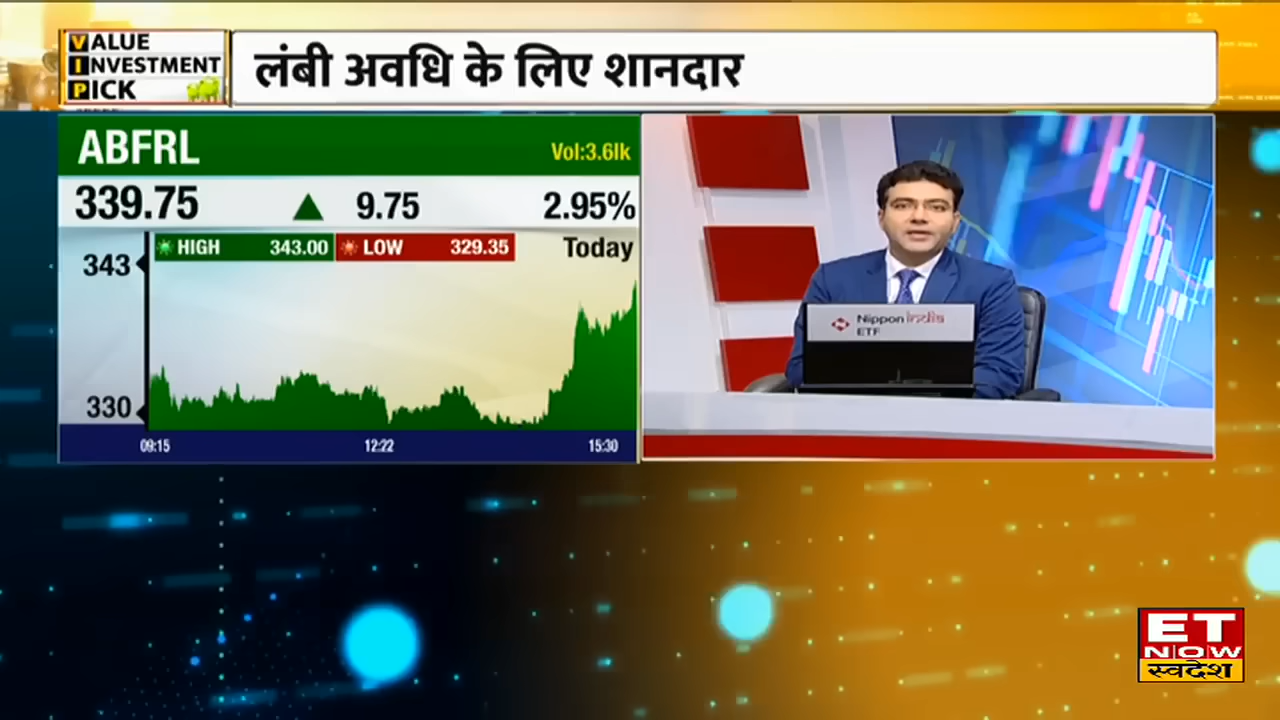 VALUE
INVESTMENT
PICK
लंबी अवधि के लिए शानदार
ABFRL
Vol:3.6lk
339.75 ▲ 9.75 2.95%
HIGH 343.00 LOW 329.35 Today
343
330
09:15 12:22 15:30
Nippon india
ETF
ET
NOW
स्वदेश